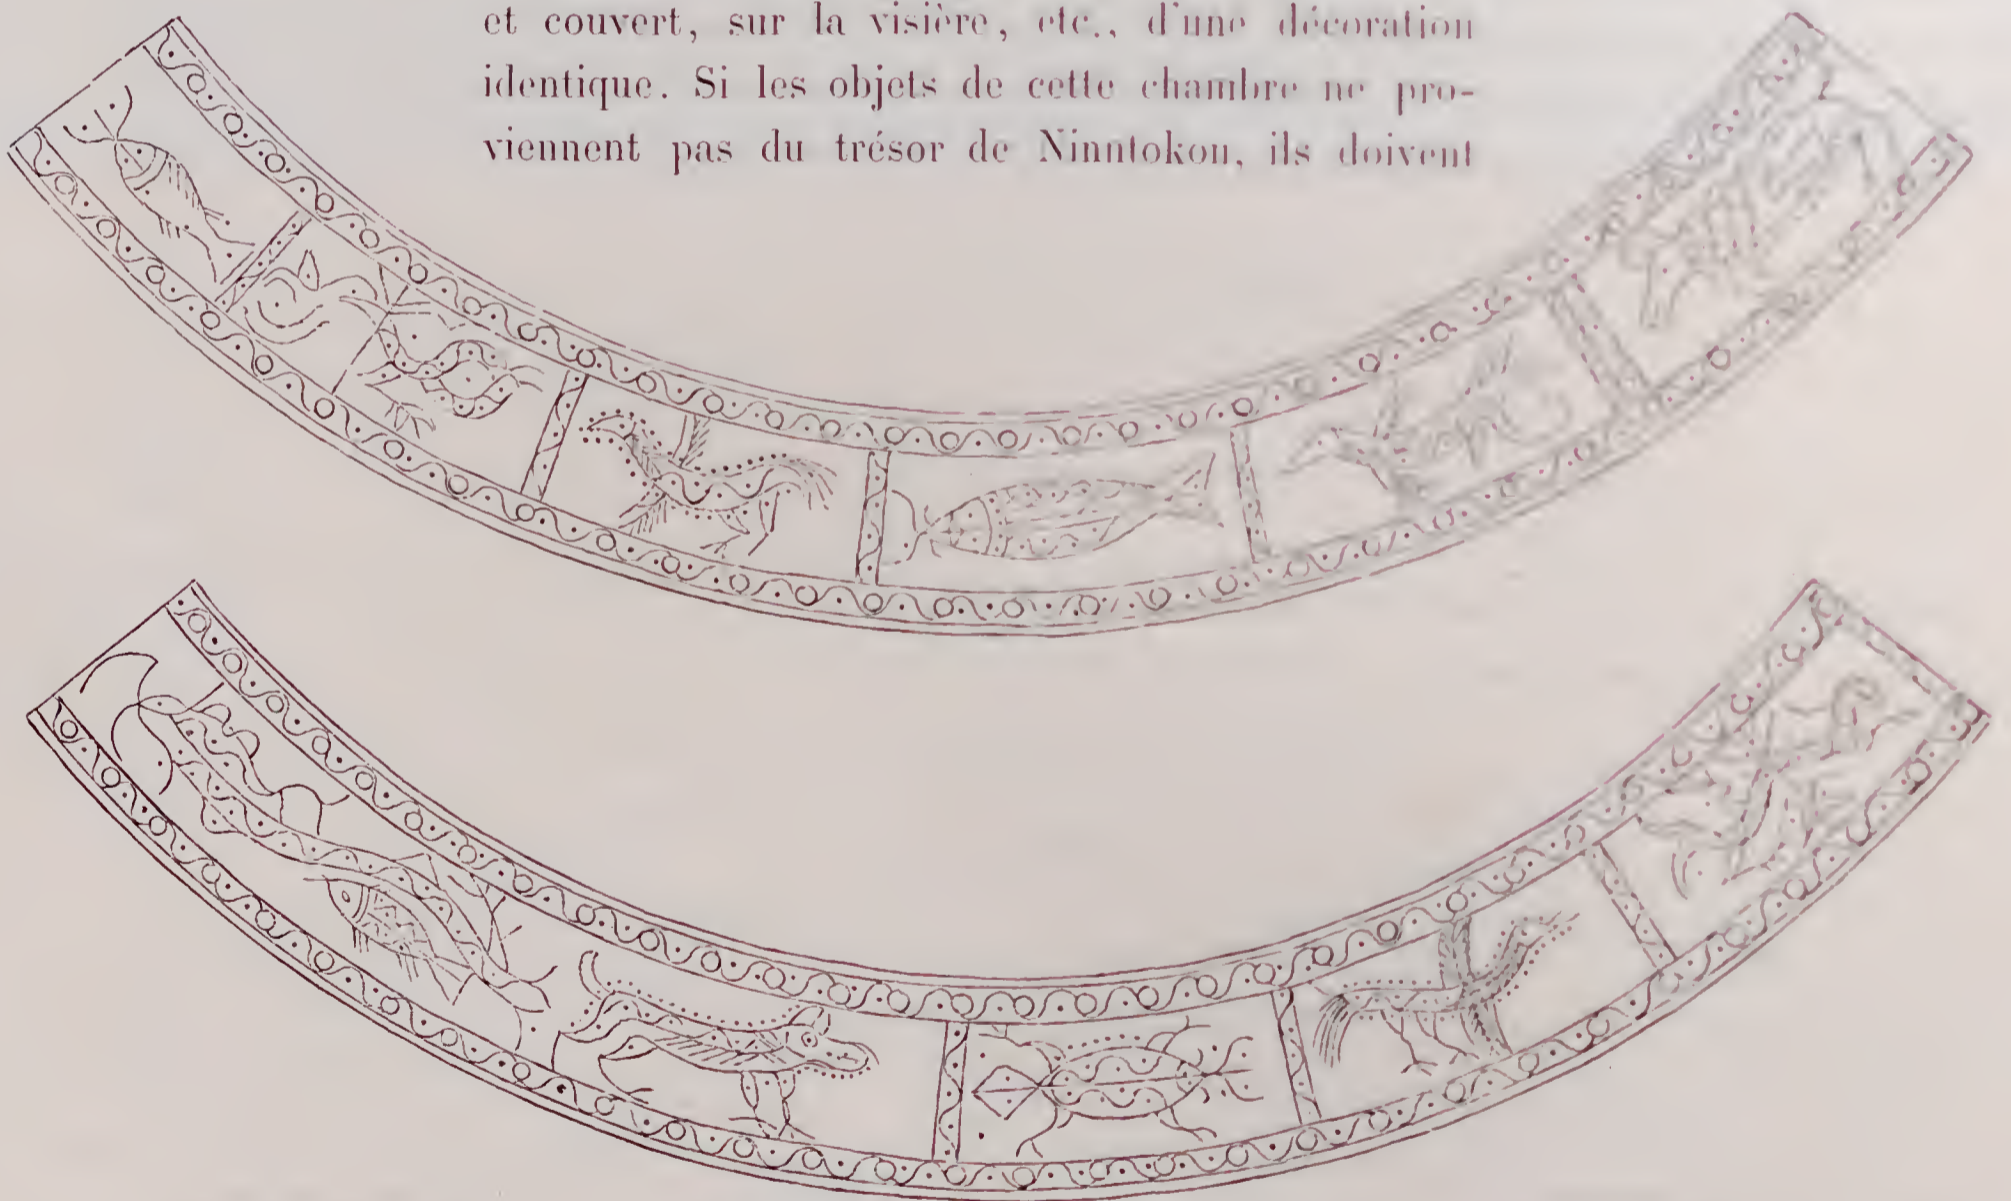 et couvert, sur la visière, etc., d'une décoration
identique. Si les objets de cette chambre ne pro-
viennent pas du trésor de Ninntokou, ils doivent